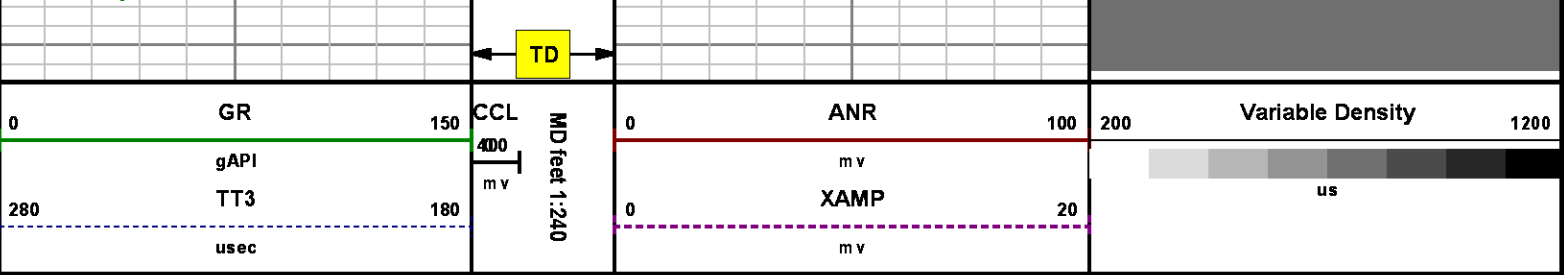 TD
GR
0 150
gAPI
TT3
280 180
usec
CCL
mv
MD feet 1:240
ANR
0 100
mv
XAMP
0 20
mv
Variable Density
200 1200
us